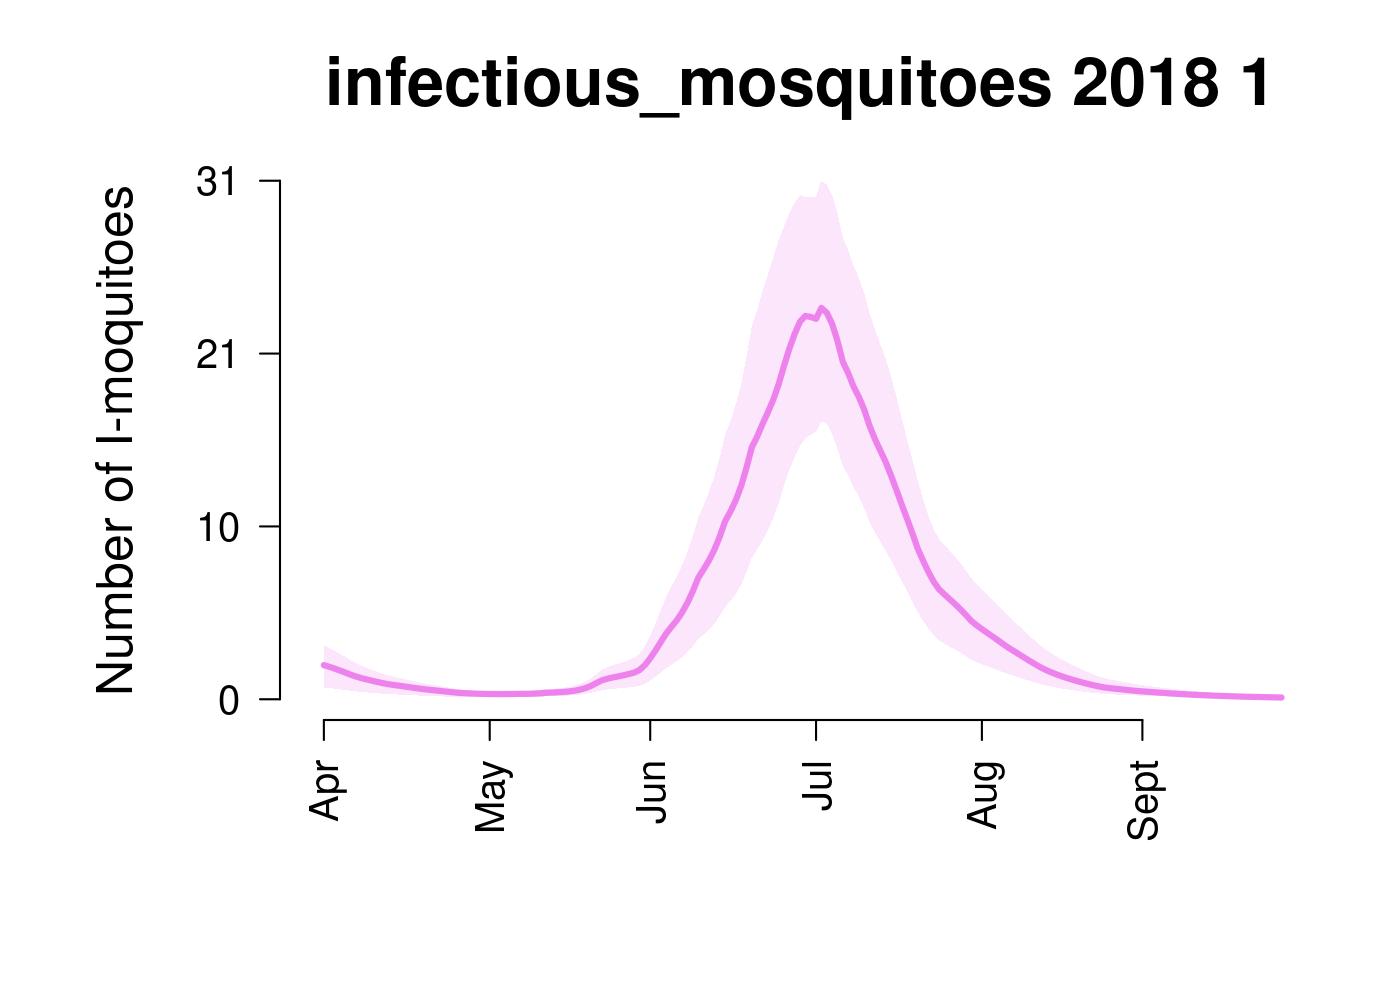 infectious_mosquitoes 2018 1
Number of I-moquitoes
31
21
10
0
Apr
May
Jun
Jul
Aug
Sept